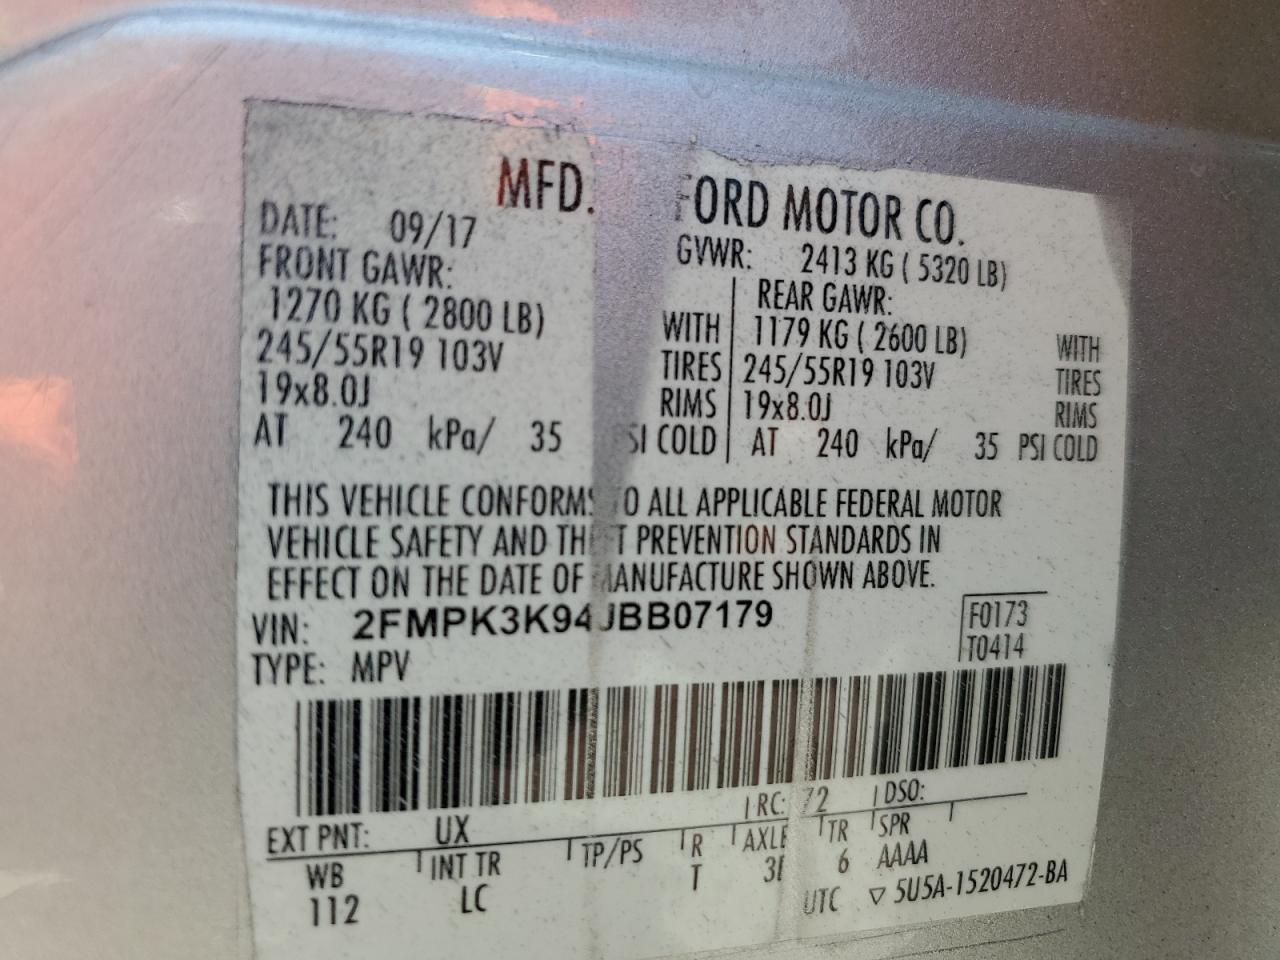 MFD. FORD MOTOR CO.
DATE: 09/17 GVWR: 2413 KG ( 5320 LB)
FRONT GAWR: REAR GAWR:
1270 KG ( 2800 LB) WITH 1179 KG ( 2600 LB) WITH
245/55R19 103V TIRES 245/55R19 103V TIRES
19x8.0J RIMS 19x8.0J RIMS
AT 240 kPa/ 35 PSI COLD AT 240 kPa/ 35 PSI COLD
THIS VEHICLE CONFORMS TO ALL APPLICABLE FEDERAL MOTOR
VEHICLE SAFETY AND THEFT PREVENTION STANDARDS IN
EFFECT ON THE DATE OF MANUFACTURE SHOWN ABOVE.
VIN: 2FMPK3K94JBB07179 F0173
TYPE: MPV T0414
EXT PNT: UX RC: 72 DSO:
WB INT TR TP/PS R AXLE TR SPR
112 LC T 6 AAAA
UTC ▽ 5U5A-1520472-BA